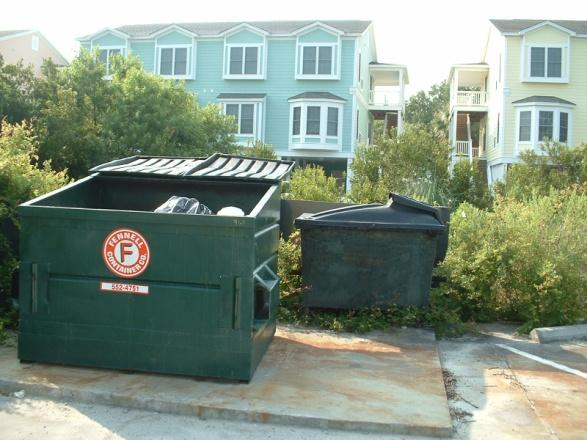 FENNELL
F
CONTAINER CO.
552-4751